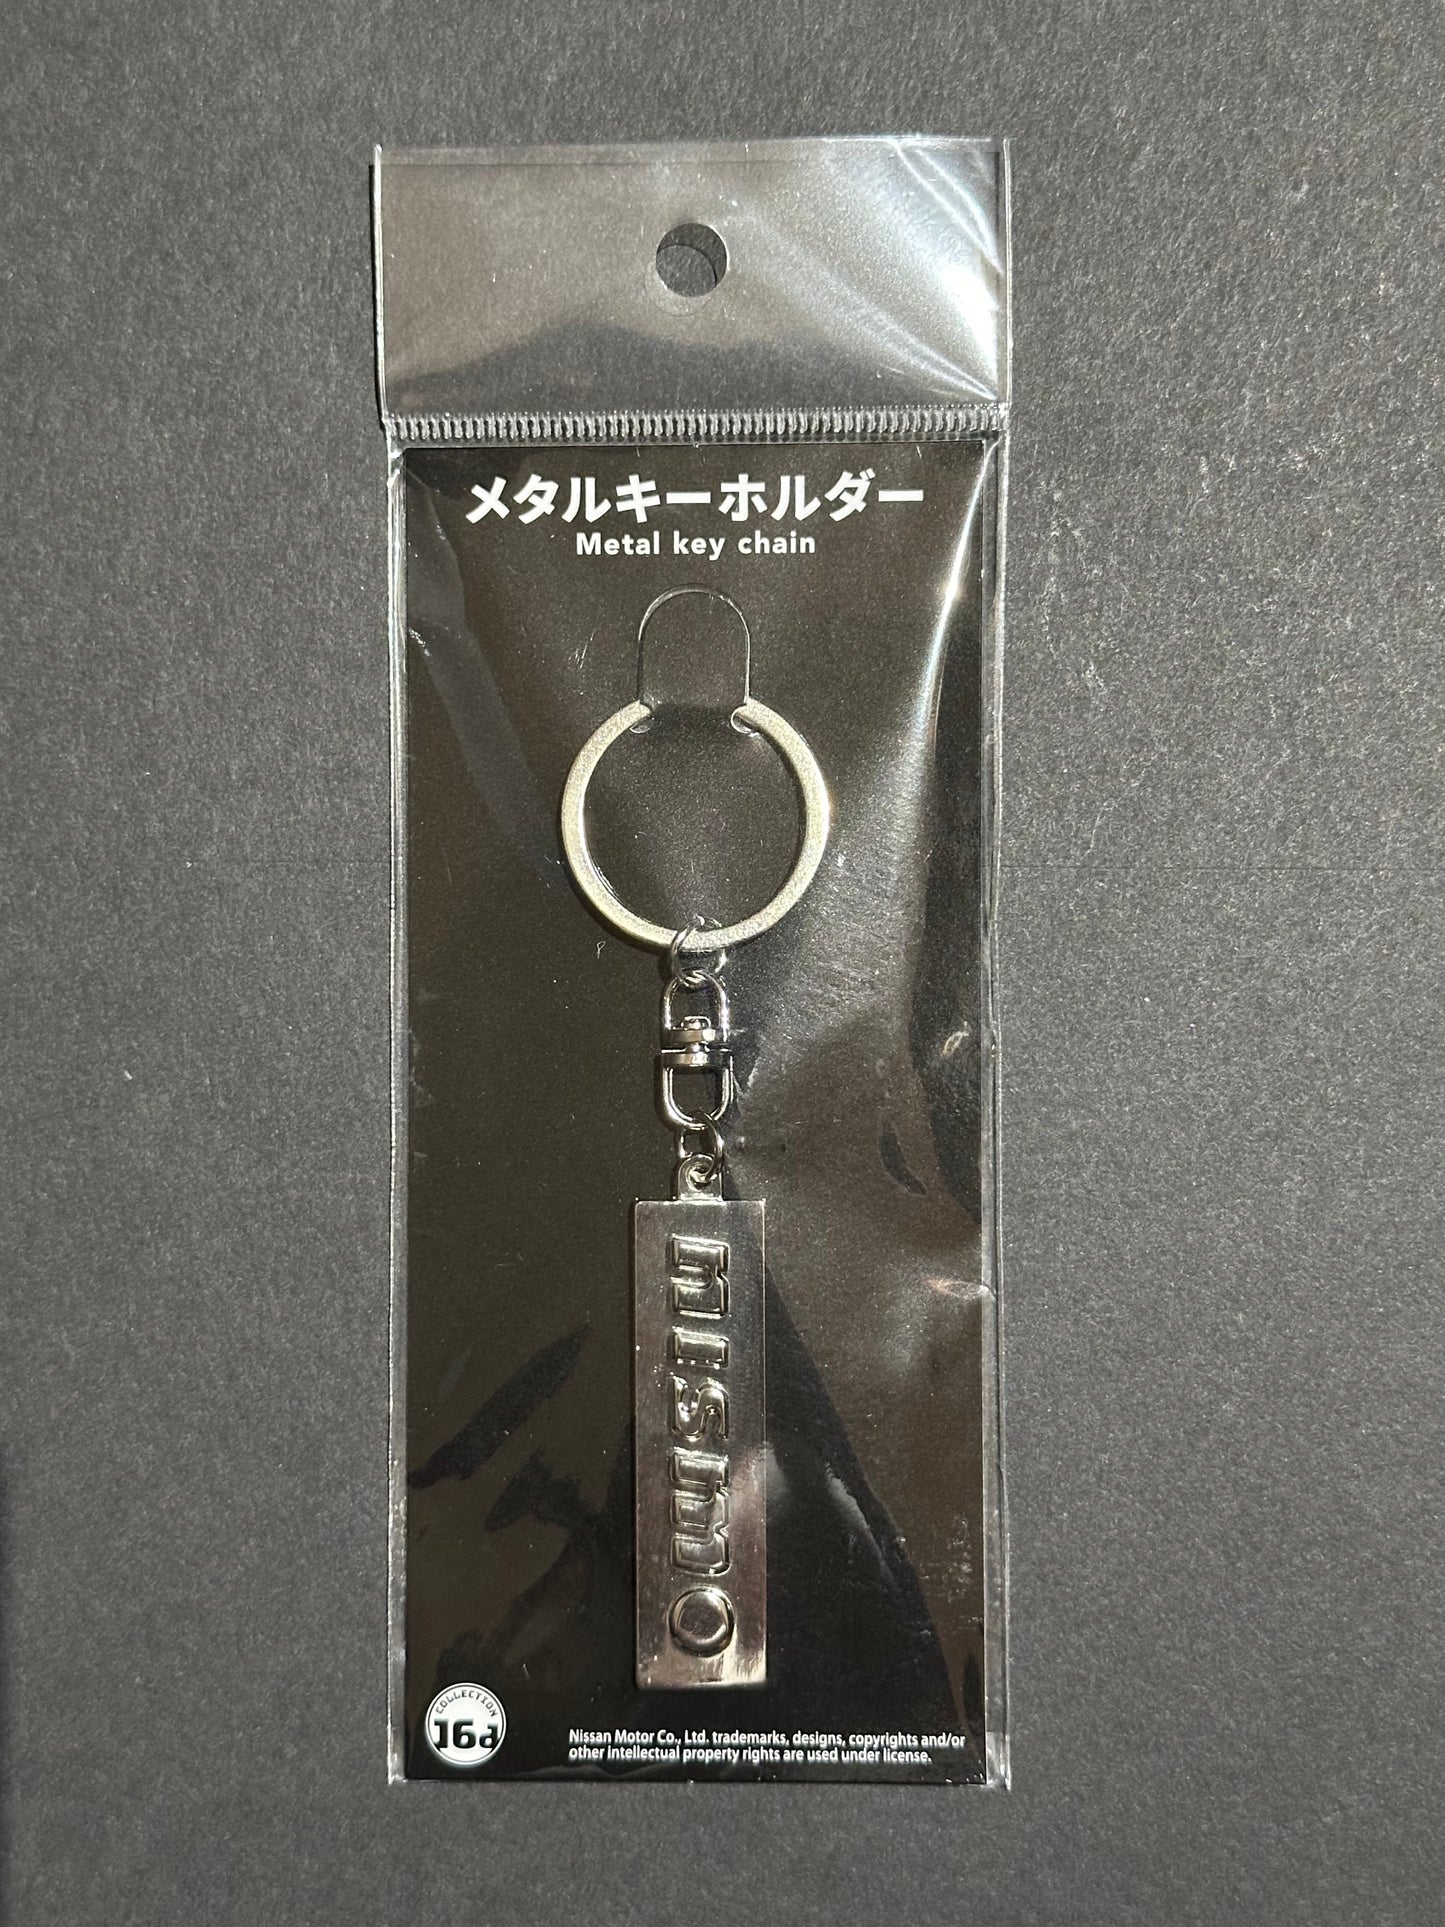 メタルキーホルダー
Metal key chain
nismo
COLLECTION
Nissan Motor Co., Ltd. trademarks, designs, copyrights and/or
other intellectual property rights are used under license.